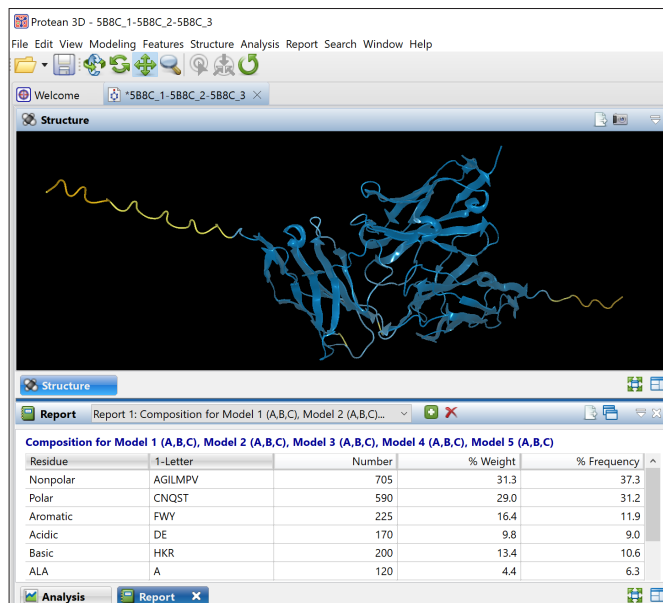 Protean 3D - 5B8C_1-5B8C_2-5B8C_3
File Edit View Modeling Features Structure Analysis Report Search Window Help
Welcome *5B8C_1-5B8C_2-5B8C_3
Structure
Structure
Report Report 1: Composition for Model 1 (A,B,C), Model 2 (A,B,C)...
Composition for Model 1 (A,B,C), Model 2 (A,B,C), Model 3 (A,B,C), Model 4 (A,B,C), Model 5 (A,B,C)
Residue 1-Letter Number % Weight % Frequency
Nonpolar AGILMPV 705 31.3 37.3
Polar CNQST 590 29.0 31.2
Aromatic FWY 225 16.4 11.9
Acidic DE 170 9.8 9.0
Basic HKR 200 13.4 10.6
ALA A 120 4.4 6.3
Analysis Report